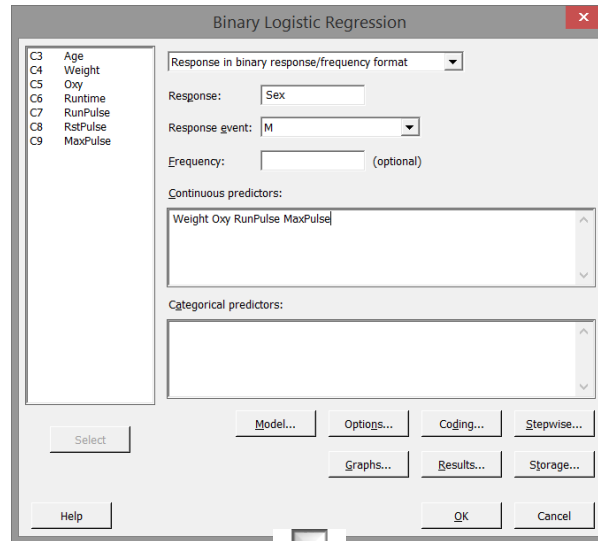 Binary Logistic Regression
x
C3 Age
C4 Weight
C5 Oxy
C6 Runtime
C7 RunPulse
C8 RstPulse
C9 MaxPulse
Response in binary response/frequency format
Response: Sex
Response event: M
Frequency: (optional)
Continuous predictors:
Weight Oxy RunPulse MaxPulse
Categorical predictors:
Select
Model... Options... Coding... Stepwise...
Graphs... Results... Storage...
Help OK Cancel